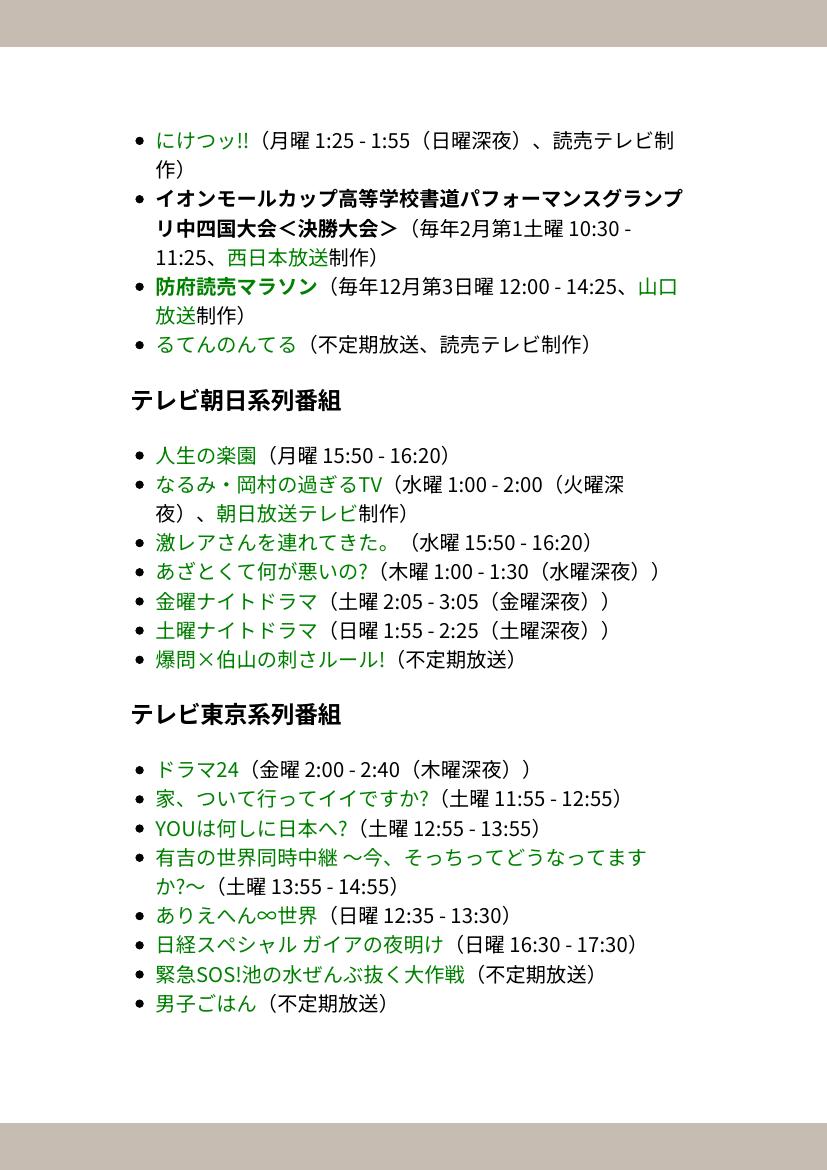 • にけつッ!!（月曜 1:25 - 1:55（日曜深夜）、読売テレビ制
作）
• イオンモールカップ高等学校書道パフォーマンスグランプ
リ中四国大会＜決勝大会＞（毎年2月第1土曜 10:30 -
11:25、西日本放送制作）
• 防府読売マラソン（毎年12月第3日曜 12:00 - 14:25、山口
放送制作）
• るてんのんてる（不定期放送、読売テレビ制作）
テレビ朝日系列番組
• 人生の楽園（月曜 15:50 - 16:20）
• なるみ・岡村の過ぎるTV（水曜 1:00 - 2:00（火曜深
夜）、朝日放送テレビ制作）
• 激レアさんを連れてきた。（水曜 15:50 - 16:20）
• あざとくて何が悪いの?（木曜 1:00 - 1:30（水曜深夜））
• 金曜ナイトドラマ（土曜 2:05 - 3:05（金曜深夜））
• 土曜ナイトドラマ（日曜 1:55 - 2:25（土曜深夜））
• 爆問×伯山の刺さルール!（不定期放送）
テレビ東京系列番組
• ドラマ24（金曜 2:00 - 2:40（木曜深夜））
• 家、ついて行ってイイですか?（土曜 11:55 - 12:55）
• YOUは何しに日本へ?（土曜 12:55 - 13:55）
• 有吉の世界同時中継 〜今、そっちってどうなってます
か?〜（土曜 13:55 - 14:55）
• ありえへん∞世界（日曜 12:35 - 13:30）
• 日経スペシャル ガイアの夜明け（日曜 16:30 - 17:30）
• 緊急SOS!池の水ぜんぶ抜く大作戦（不定期放送）
• 男子ごはん（不定期放送）